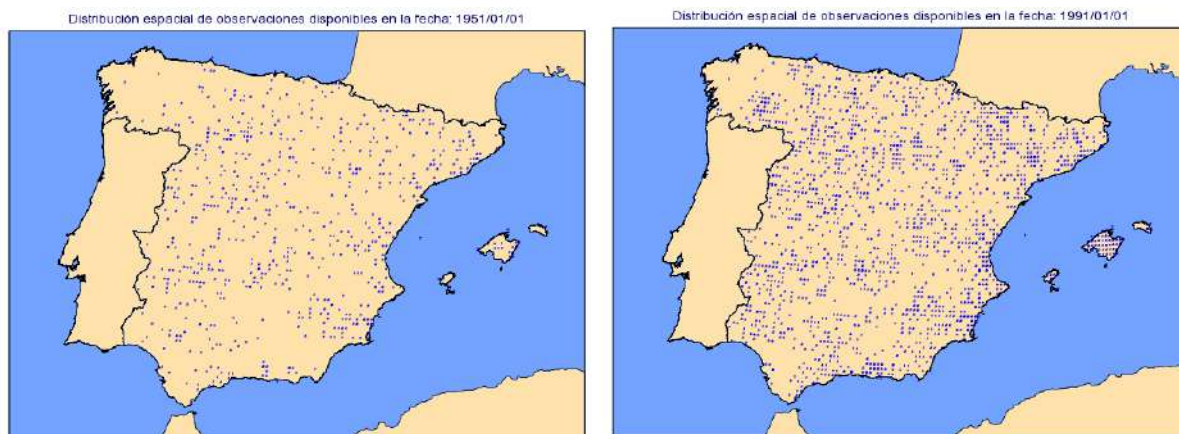 Distribución espacial de observaciones disponibles en la fecha: 1951/01/01
Distribución espacial de observaciones disponibles en la fecha: 1991/01/01